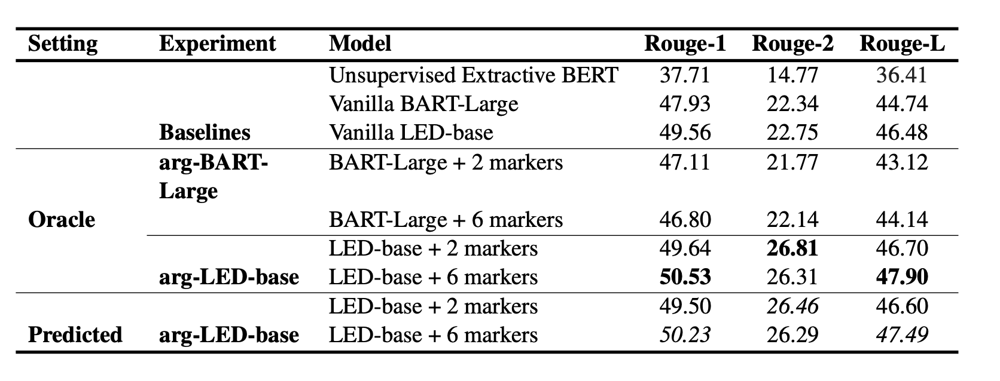 Setting Experiment Model Rouge-1 Rouge-2 Rouge-L
Unsupervised Extractive BERT 37.71 14.77 36.41
Vanilla BART-Large 47.93 22.34 44.74
Baselines Vanilla LED-base 49.56 22.75 46.48
arg-BART- BART-Large + 2 markers 47.11 21.77 43.12
Large
Oracle BART-Large + 6 markers 46.80 22.14 44.14
LED-base + 2 markers 49.64 26.81 46.70
arg-LED-base LED-base + 6 markers 50.53 26.31 47.90
LED-base + 2 markers 49.50 26.46 46.60
Predicted arg-LED-base LED-base + 6 markers 50.23 26.29 47.49